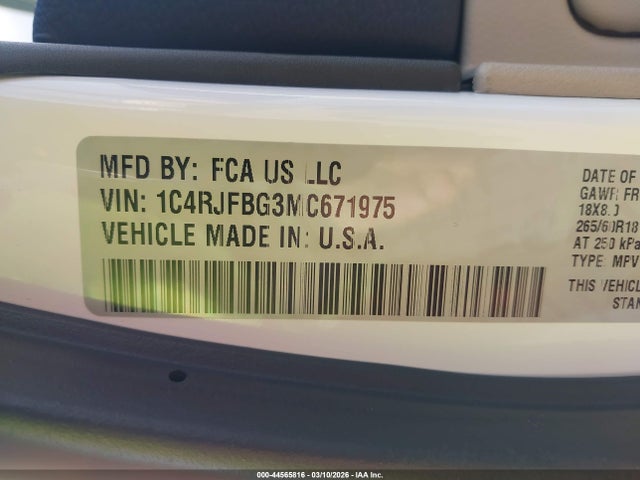 MFD BY: FCA US LLC
VIN: 1C4RJFBG3MC671975
VEHICLE MADE IN: U.S.A.
DATE OF
GAWR FR
18X8.0
265/60R18
AT 250 kPa
TYPE: MPV
THIS VEHICL
STAN
000-44565816 - 03/10/2026 - IAA Inc.